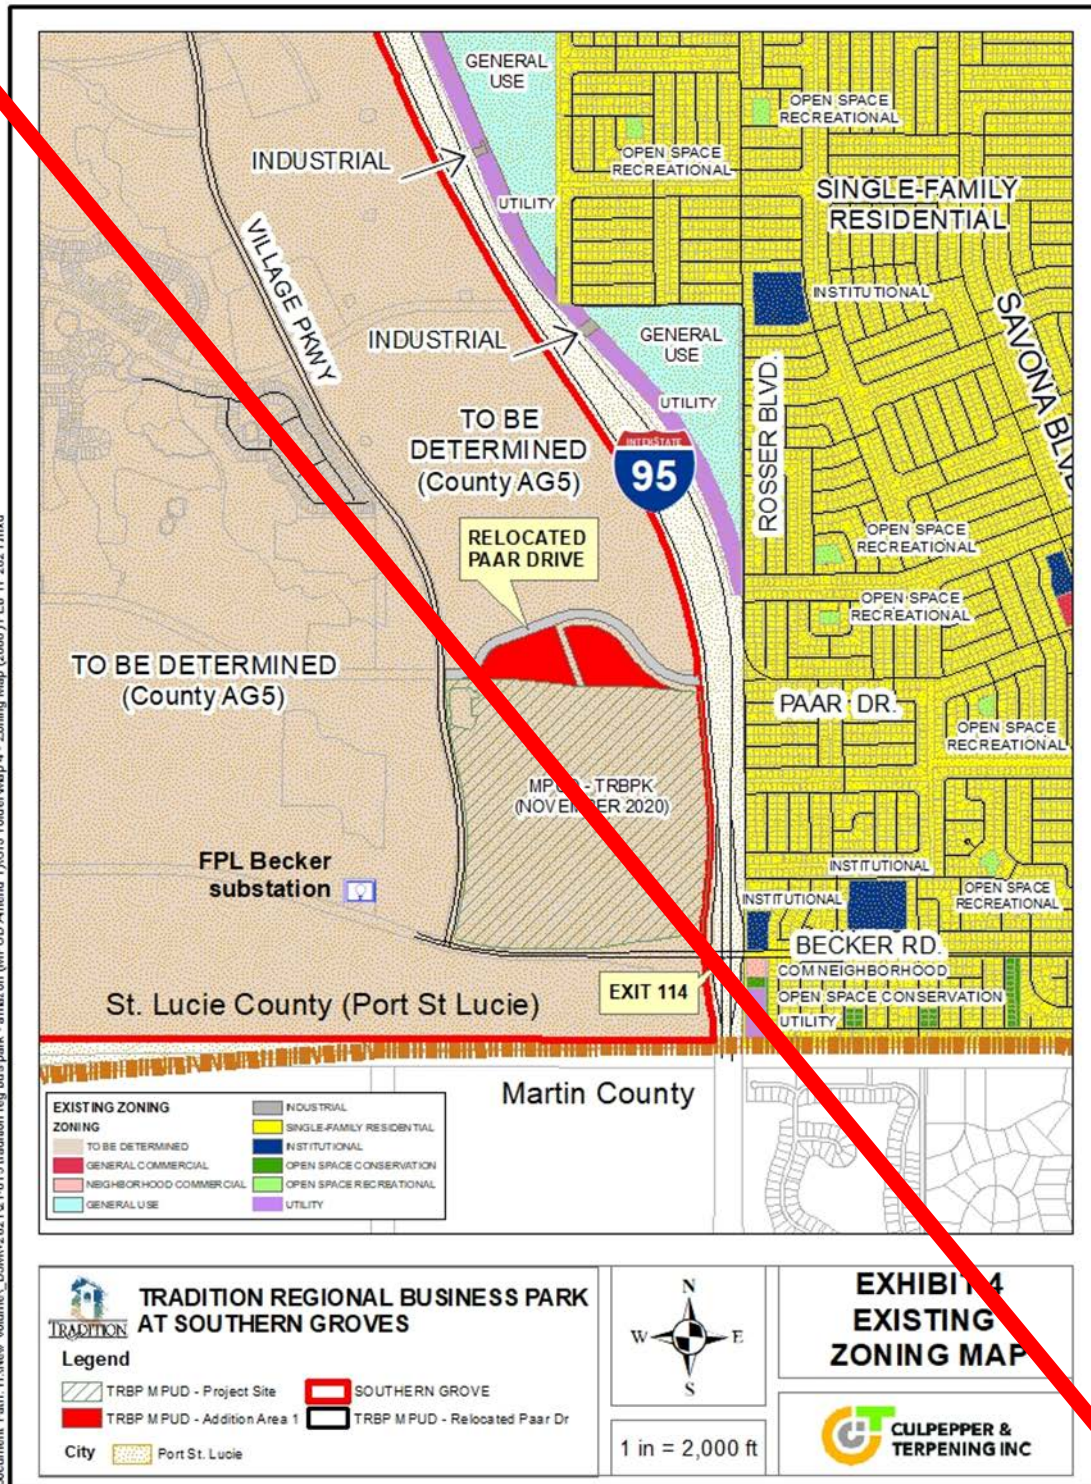 GENERAL
USE
OPEN SPACE
RECREATIONAL
INDUSTRIAL
OPEN SPACE
RECREATIONAL
SINGLE-FAMILY
RESIDENTIAL
UTILITY
VILLAGE PKWY
INSTITUTIONAL
SAVONA BLVD
INDUSTRIAL
GENERAL
USE
ROSSER BLVD.
UTILITY
TO BE
DETERMINED
(County AG5)
INTERSTATE
95
RELOCATED
PAAR DRIVE
OPEN SPACE
RECREATIONAL
OPEN SPACE
RECREATIONAL
TO BE DETERMINED
(County AG5)
PAAR DR.
OPEN SPACE
RECREATIONAL
MPUD - TRBPK
(NOVEMBER 2020)
FPL Becker
substation
INSTITUTIONAL
INSTITUTIONAL
OPEN SPACE
RECREATIONAL
BECKER RD.
COM NEIGHBORHOOD
EXIT 114
OPEN SPACE CONSERVATION
UTILITY
St. Lucie County (Port St Lucie)
Martin County
EXISTING ZONING
ZONING
TO BE DETERMINED
GENERAL COMMERCIAL
NEIGHBORHOOD COMMERCIAL
GENERAL USE
INDUSTRIAL
SINGLE-FAMILY RESIDENTIAL
INSTITUTIONAL
OPEN SPACE CONSERVATION
OPEN SPACE RECREATIONAL
UTILITY
TRADITION
TRADITION REGIONAL BUSINESS PARK
AT SOUTHERN GROVES
Legend
TRBP MPUD - Project Site
SOUTHERN GROVE
TRBP MPUD - Addition Area 1
TRBP MPUD - Relocated Paar Dr
City
Port St. Lucie
N
W
E
S
1 in = 2,000 ft
EXHIBIT 4
EXISTING
ZONING MAP
CULPEPPER &
TERPENING INC